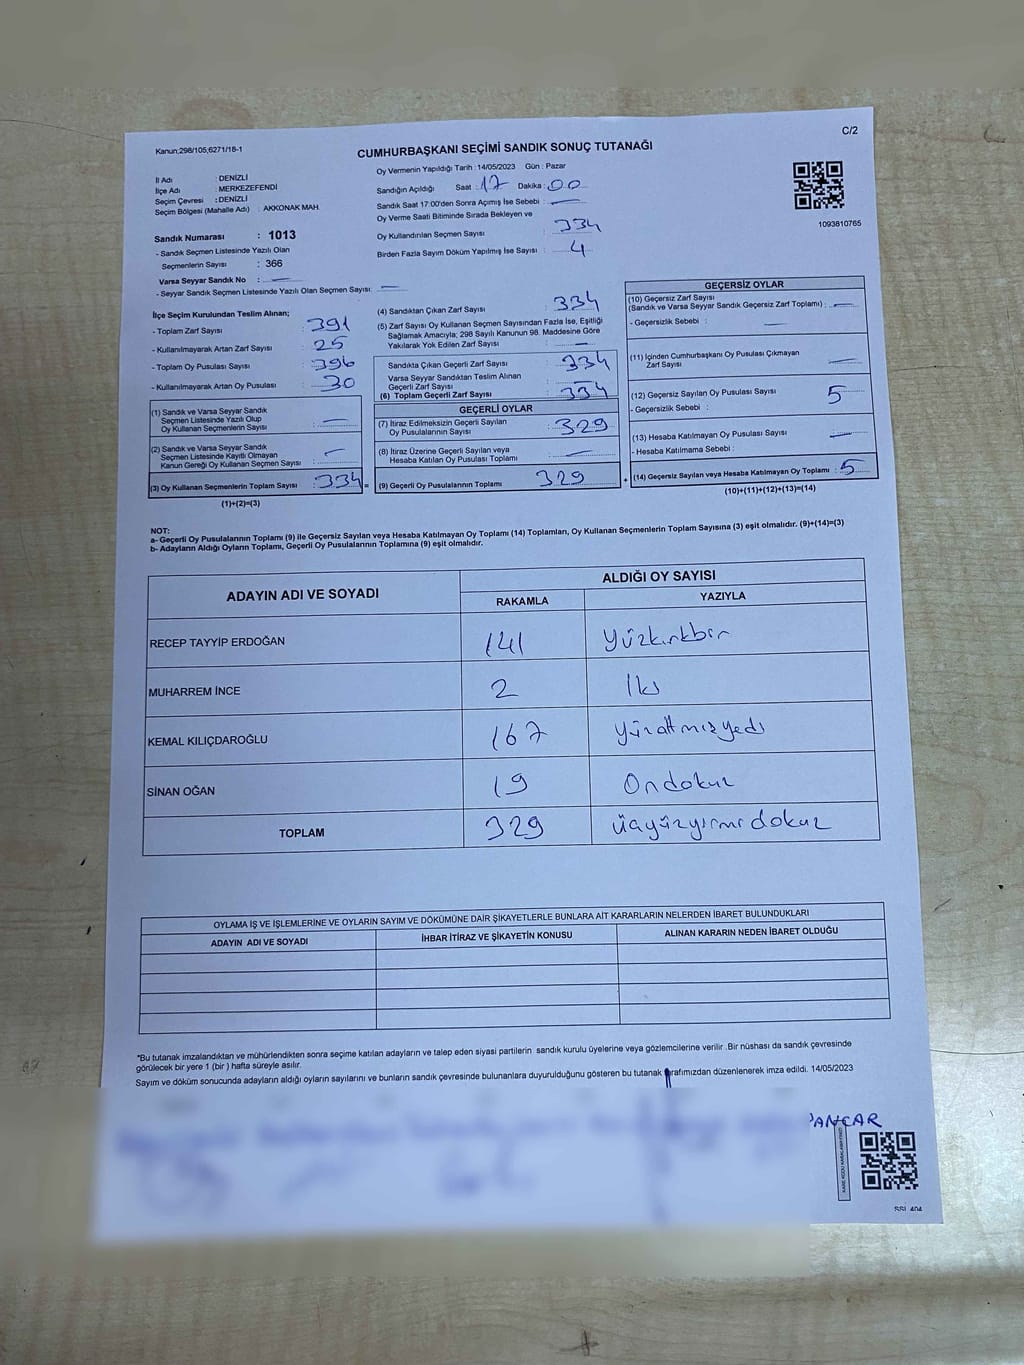 Kanun;298/105,6271/18-1
C/2
CUMHURBAŞKANI SEÇİMİ SANDIK SONUÇ TUTANAĞI
İl Adı : DENİZLİ
İlçe Adı : MERKEZEFENDİ
Seçim Çevresi : DENİZLİ
Seçim Bölgesi (Mahalle Adı) : AKKONAK MAH.
Sandık Numarası : 1013
- Sandık Seçmen Listesinde Yazılı Olan
Seçmenlerin Sayısı : 366
Varsa Seyyar Sandık No : —
- Seyyar Sandık Seçmen Listesinde Yazılı Olan Seçmen Sayısı: —
Oy Vermenin Yapıldığı Tarih : 14/05/2023 Gün : Pazar
Sandığın Açıldığı Saat : 17 Dakika : 00
Sandık Saat 17:00'den Sonra Açımış İse Sebebi : —
Oy Verme Saati Bitiminde Sırada Bekleyen ve
Oy Kullandırılan Seçmen Sayısı : 334
Birden Fazla Sayım Döküm Yapılmış İse Sayısı : 4
1093810765
İlçe Seçim Kurulundan Teslim Alınan;
- Toplam Zarf Sayısı : 391
- Kullanılmayarak Artan Zarf Sayısı : 25
- Toplam Oy Pusulası Sayısı : 396
- Kullanılmayarak Artan Oy Pusulası : 30
(1) Sandık ve Varsa Seyyar Sandık
Seçmen Listesinde Yazılı Olup
Oy Kullanan Seçmenlerin Sayısı : —
(2) Sandık ve Varsa Seyyar Sandık
Seçmen Listesinde Kayıtlı Olmayan
Kanun Gereği Oy Kullanan Seçmen Sayısı : —
(3) Oy Kullanan Seçmenlerin Toplam Sayısı : 334 =
(1)+(2)=(3)
(4) Sandıktan Çıkan Zarf Sayısı : 334
(5) Zarf Sayısı Oy Kullanan Seçmen Sayısından Fazla İse, Eşitliği
Sağlamak Amacıyla; 298 Sayılı Kanunun 98. Maddesine Göre
Yakılarak Yok Edilen Zarf Sayısı : —
Sandıkta Çıkan Geçerli Zarf Sayısı : 334
Varsa Seyyar Sandıktan Teslim Alınan
Geçerli Zarf Sayısı :
(6) Toplam Geçerli Zarf Sayısı : 334
GEÇERLİ OYLAR
(7) İtiraz Edilmeksizin Geçerli Sayılan
Oy Pusulalarının Sayısı : 329
(8) İtiraz Üzerine Geçerli Sayılan veya
Hesaba Katılan Oy Pusulası Toplamı : —
(9) Geçerli Oy Pusulalarının Toplamı : 329 +
GEÇERSİZ OYLAR
(10) Geçersiz Zarf Sayısı
(Sandık ve Varsa Seyyar Sandık Geçersiz Zarf Toplamı) : —
- Geçersizlik Sebebi : —
(11) İçinden Cumhurbaşkanı Oy Pusulası Çıkmayan
Zarf Sayısı —
(12) Geçersiz Sayılan Oy Pusulası Sayısı 5
- Geçersizlik Sebebi :
(13) Hesaba Katılmayan Oy Pusulası Sayısı —
- Hesaba Katılmama Sebebi :
(14) Geçersiz Sayılan veya Hesaba Katılmayan Oy Toplamı : 5
(10)+(11)+(12)+(13)=(14)
NOT:
a- Geçerli Oy Pusulalarının Toplamı (9) ile Geçersiz Sayılan veya Hesaba Katılmayan Oy Toplamı (14) Toplamları, Oy Kullanan Seçmenlerin Toplam Sayısına (3) eşit olmalıdır. (9)+(14)=(3)
b- Adayların Aldığı Oyların Toplamı, Geçerli Oy Pusulalarının Toplamına (9) eşit olmalıdır.
ADAYIN ADI VE SOYADI
ALDIĞI OY SAYISI
RAKAMLA YAZIYLA
RECEP TAYYİP ERDOĞAN 141 Yüzkırkbir
MUHARREM İNCE 2 İki
KEMAL KILIÇDAROĞLU 167 Yüzaltmışyedi
SİNAN OĞAN 19 Ondokuz
TOPLAM 329 üçyüzyirmidokuz
OYLAMA İŞ VE İŞLEMLERİNE VE OYLARIN SAYIM VE DÖKÜMÜNE DAİR ŞİKAYETLERLE BUNLARA AİT KARARLARIN NELERDEN İBARET BULUNDUKLARI
ADAYIN ADI VE SOYADI İHBAR İTİRAZ VE ŞİKAYETİN KONUSU ALINAN KARARIN NEDEN İBARET OLDUĞU
*Bu tutanak imzalandıktan ve mühürlendikten sonra seçime katılan adayların ve talep eden siyasi partilerin sandık kurulu üyelerine veya gözlemcilerine verilir. Bir nüshası da sandık çevresinde
görülecek bir yere 1 (bir) hafta süreyle asılır.
Sayım ve döküm sonucunda adayların aldığı oyların sayılarını ve bunların sandık çevresinde bulunanlara duyurulduğunu gösteren bu tutanak tarafımızdan düzenlenerek imza edildi. 14/05/2023
PANCAR